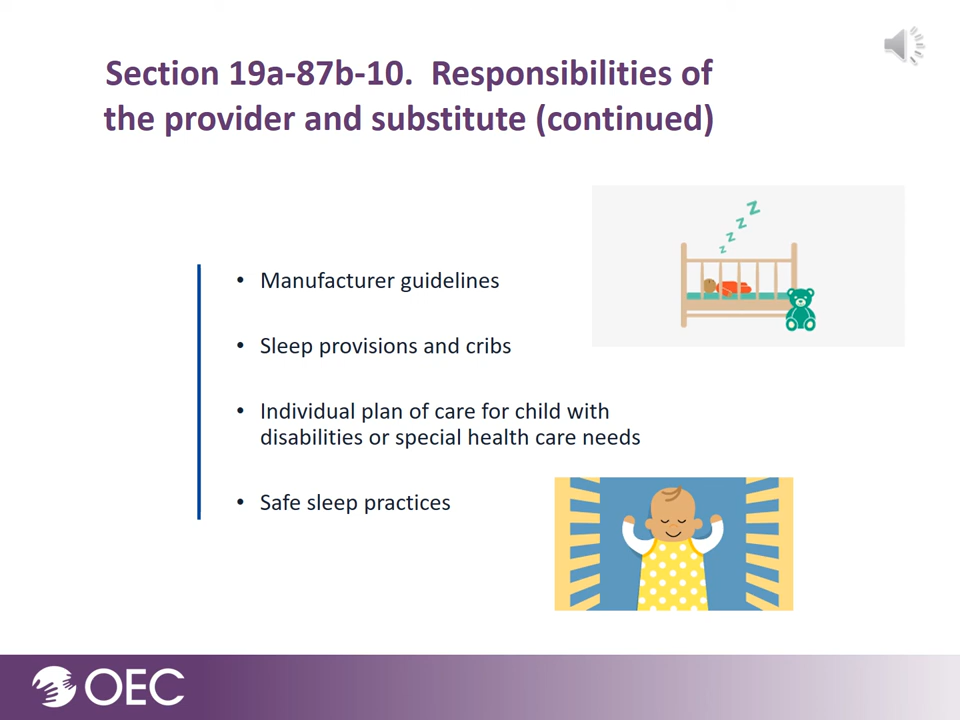 Section 19a-87b-10.  Responsibilities of
the provider and substitute (continued)
z
z
z
z
• Manufacturer guidelines
• Sleep provisions and cribs
• Individual plan of care for child with
disabilities or special health care needs
• Safe sleep practices
OEC